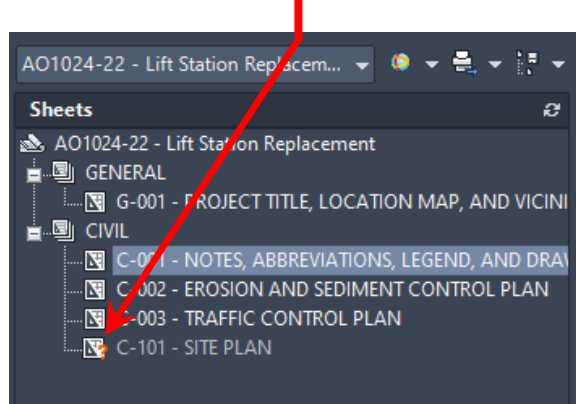 AO1024-22 - Lift Station Replacem...
Sheets
AO1024-22 - Lift Station Replacement
GENERAL
G-001 - PROJECT TITLE, LOCATION MAP, AND VICINI
CIVIL
C-001 - NOTES, ABBREVIATIONS, LEGEND, AND DRAW
C-002 - EROSION AND SEDIMENT CONTROL PLAN
C-003 - TRAFFIC CONTROL PLAN
C-101 - SITE PLAN